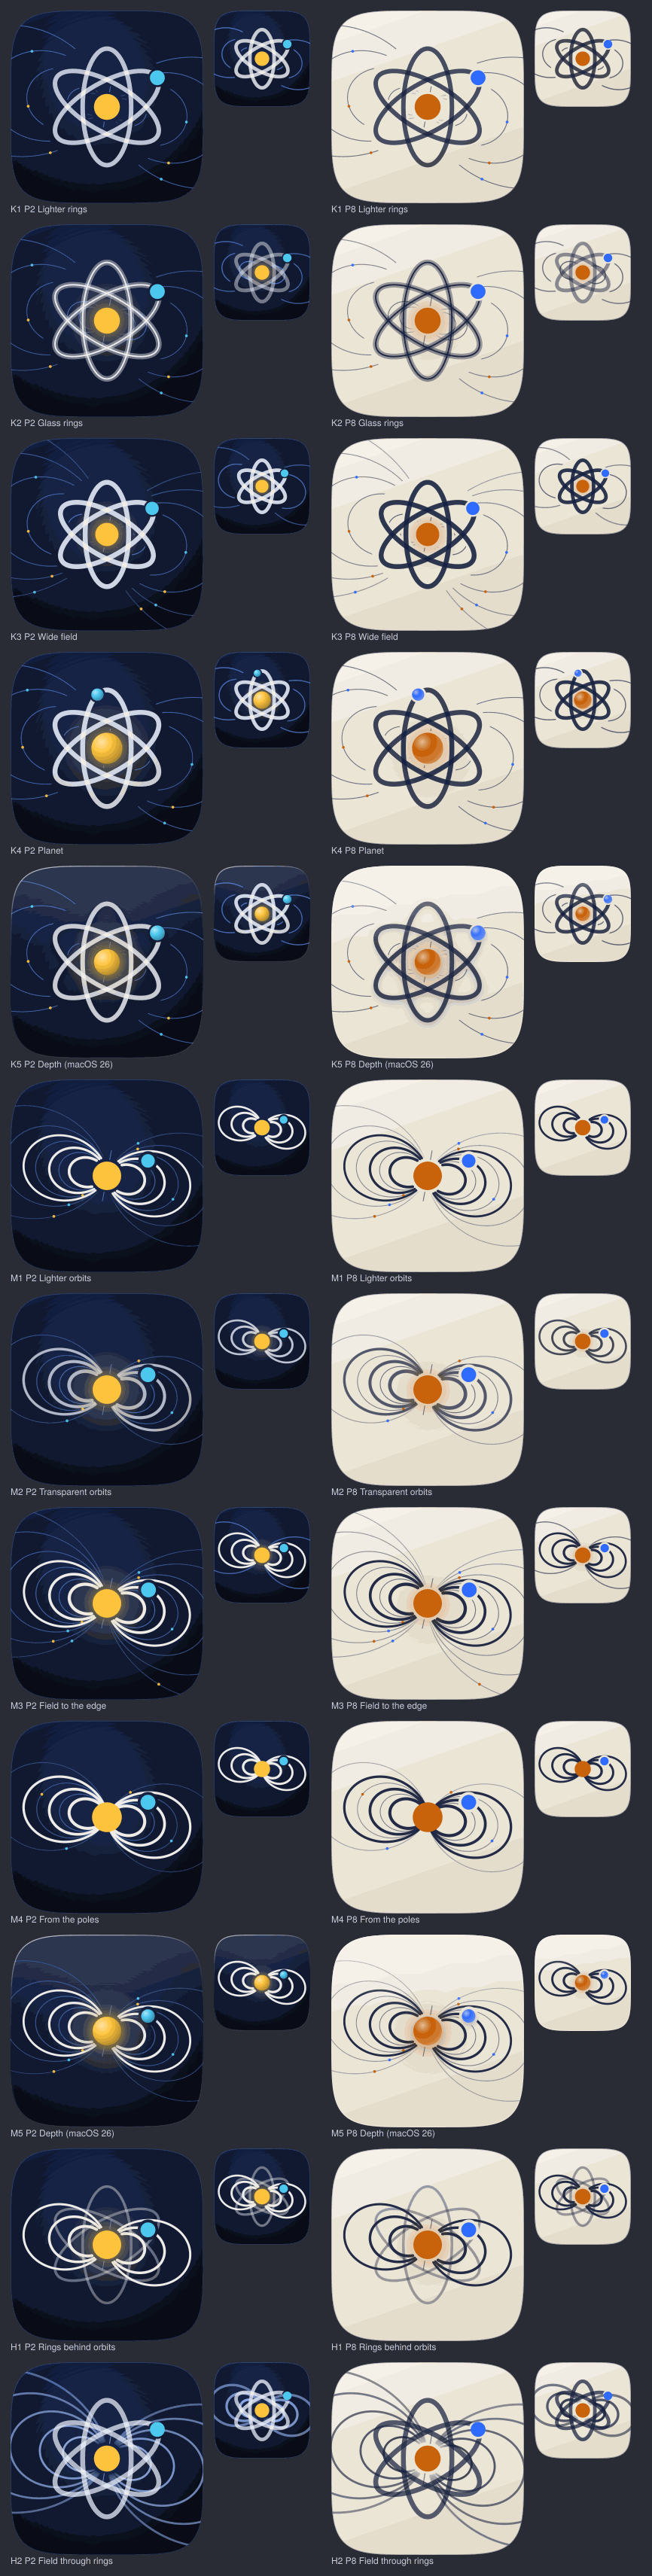 K1 P2 Lighter rings
K1 P8 Lighter rings
K2 P2 Glass rings
K2 P8 Glass rings
K3 P2 Wide field
K3 P8 Wide field
K4 P2 Planet
K4 P8 Planet
K5 P2 Depth (macOS 26)
K5 P8 Depth (macOS 26)
M1 P2 Lighter orbits
M1 P8 Lighter orbits
M2 P2 Transparent orbits
M2 P8 Transparent orbits
M3 P2 Field to the edge
M3 P8 Field to the edge
M4 P2 From the poles
M4 P8 From the poles
M5 P2 Depth (macOS 26)
M5 P8 Depth (macOS 26)
H1 P2 Rings behind orbits
H1 P8 Rings behind orbits
H2 P2 Field through rings
H2 P8 Field through rings